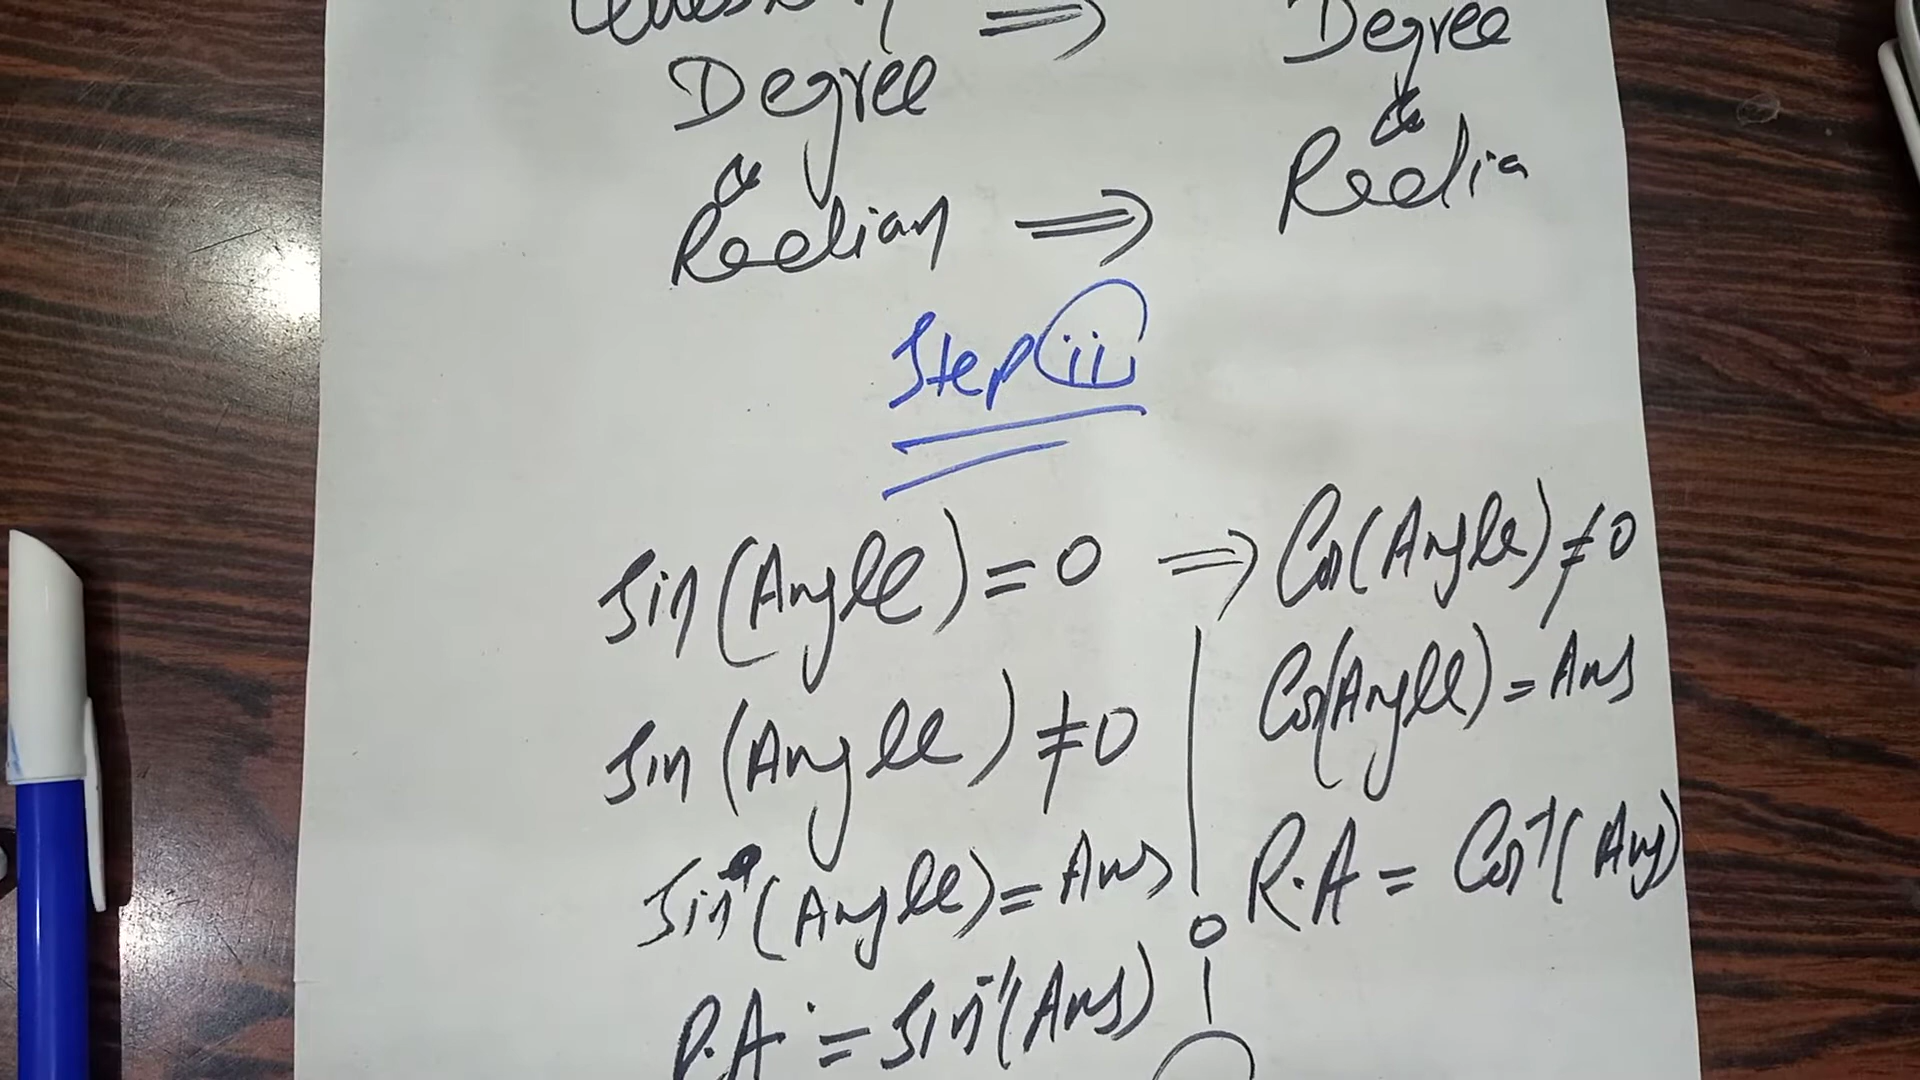 ⇒ Degree
Degree
&
Radia
&
Radian ⇒
Step ii
Sin(Angle) = 0 ⇒ Cos(Angle) ≠ 0
Sin(Angle) ≠ 0
Cos(Angle) = Ans
Sin(Angle) = Ans
R.A = Cos⁻¹(Ans)
R.A = Sin⁻¹(Ans)